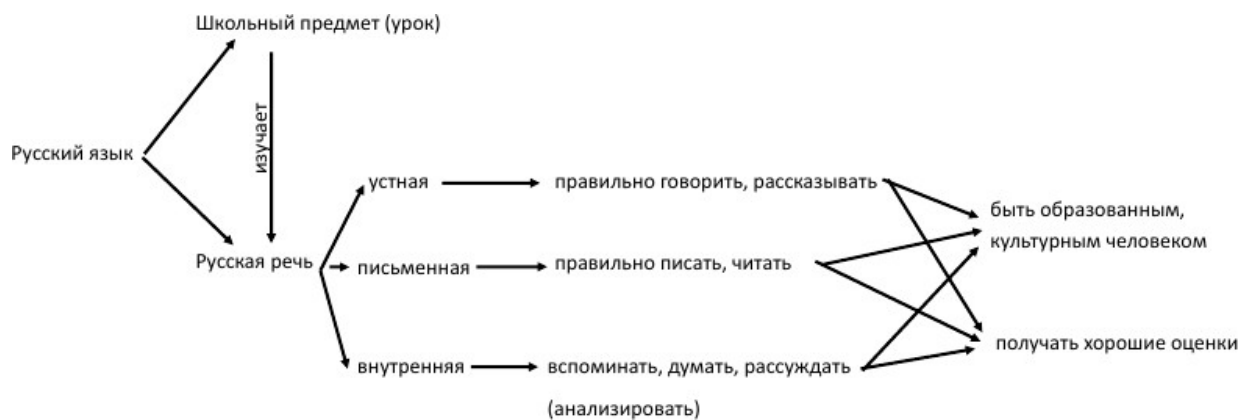 Школьный предмет (урок)
изучает
Русский язык
Русская речь
устная
правильно говорить, рассказывать
письменная
правильно писать, читать
внутренняя
вспоминать, думать, рассуждать
(анализировать)
быть образованным,
культурным человеком
получать хорошие оценки